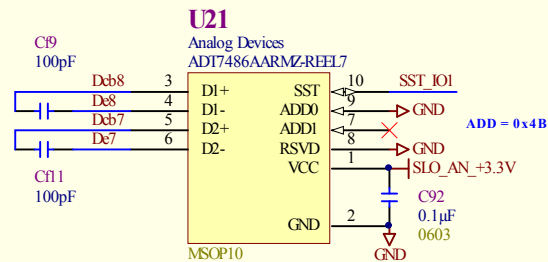 U21
Analog Devices
ADT7486AARMZ-REEL7
Cf9
100pF
Dcb8 3 D1+ SST 10 SST_IO1
De8 4 D1- ADD0 9 GND
Dcb7 5 D2+ ADD1 7 ADD = 0x4B
De7 6 D2- RSVD 8 GND
Cf11
100pF
VCC 1 SLO_AN_+3.3V
C92
0.1µF
0603
GND 2
GND
MSOP10